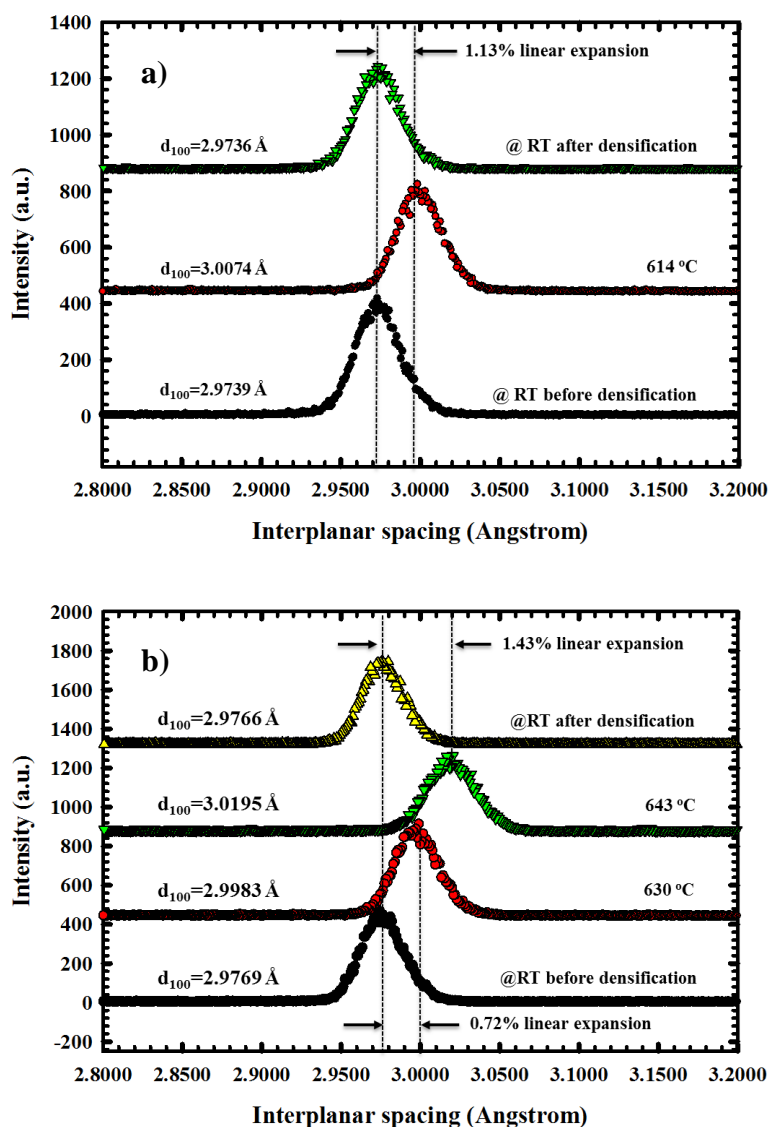 1400
1.13% linear expansion
a)
1200
d100=2.9736 Å
@ RT after densification
1000
800
d100=3.0074 Å
614 °C
600
400
d100=2.9739 Å
@ RT before densification
200
0
Intensity (a.u.)
2.8000 2.8500 2.9000 2.9500 3.0000 3.0500 3.1000 3.1500 3.2000
Interplanar spacing (Angstrom)
2000
1.43% linear expansion
b)
1800
1600
d100=2.9766 Å
@RT after densification
1400
1200
d100=3.0195 Å
643 °C
1000
800
d100=2.9983 Å
630 °C
600
400
d100=2.9769 Å
@RT before densification
200
0
0.72% linear expansion
-200
Intensity (a.u.)
2.8000 2.8500 2.9000 2.9500 3.0000 3.0500 3.1000 3.1500 3.2000
Interplanar spacing (Angstrom)